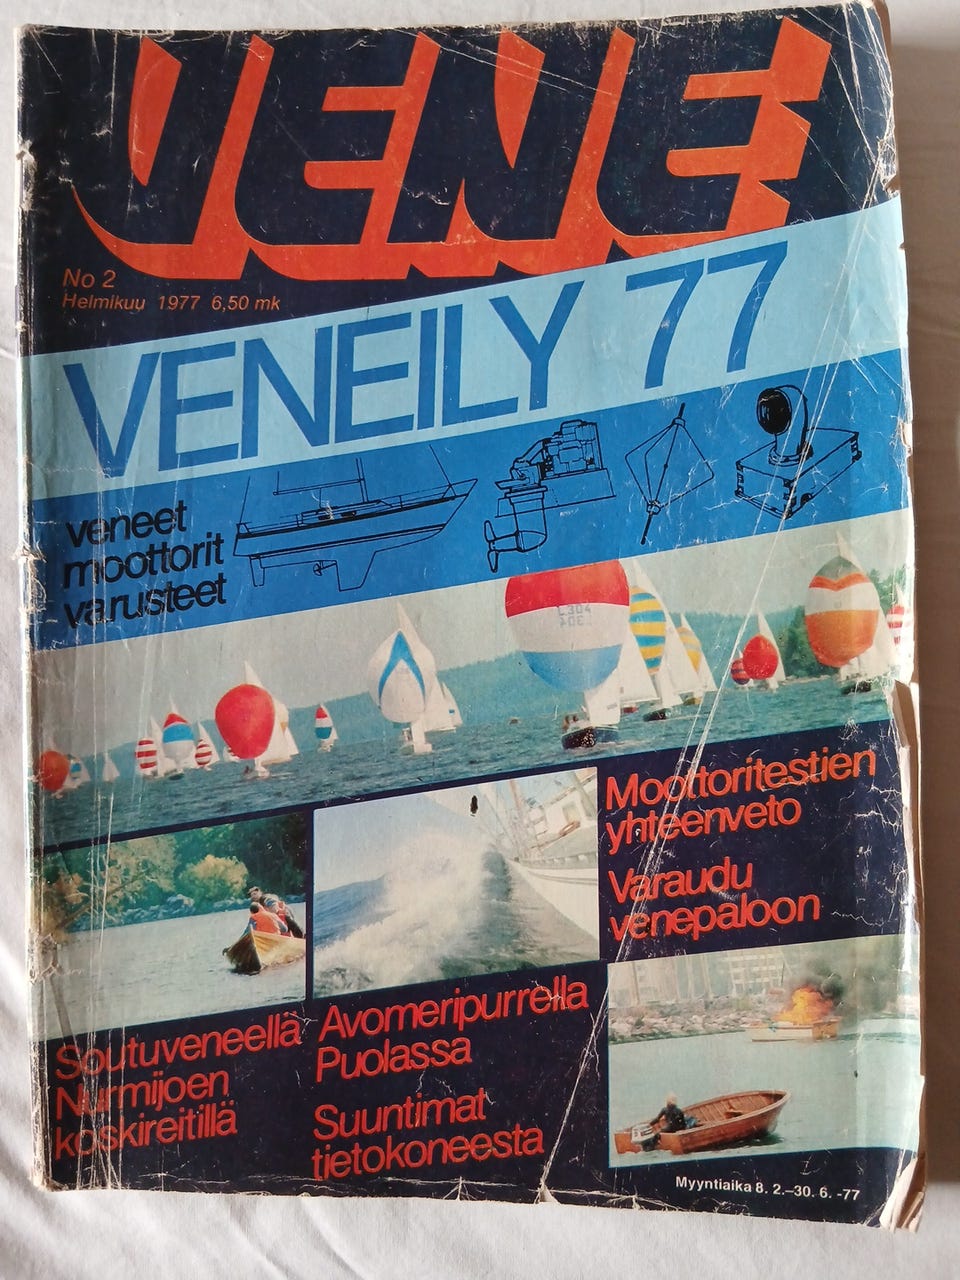 VENE
No 2
Helmikuu 1977 6,50 mk
VENEILY 77
veneet
moottorit
varusteet
Moottoritestien
yhteenveto
Varaudu
venepaloon
Soutuveneellä
Nurmijoen
koskireitillä
Avomeripurrella
Puolassa
Suuntimat
tietokoneesta
Myyntiaika 8. 2.–30. 6. -77